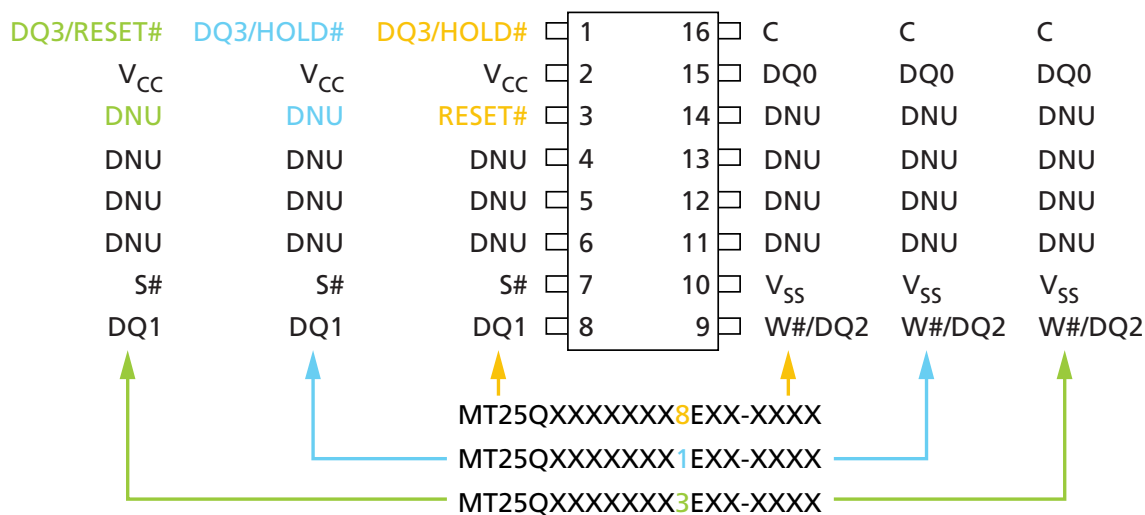 DQ3/RESET# DQ3/HOLD# DQ3/HOLD# 1 16 C C C
VCC VCC VCC 2 15 DQ0 DQ0 DQ0
DNU DNU RESET# 3 14 DNU DNU DNU
DNU DNU DNU 4 13 DNU DNU DNU
DNU DNU DNU 5 12 DNU DNU DNU
DNU DNU DNU 6 11 DNU DNU DNU
S# S# S# 7 10 VSS VSS VSS
DQ1 DQ1 DQ1 8 9 W#/DQ2 W#/DQ2 W#/DQ2
MT25QXXXXXXX8EXX-XXXX
MT25QXXXXXXX1EXX-XXXX
MT25QXXXXXXX3EXX-XXXX